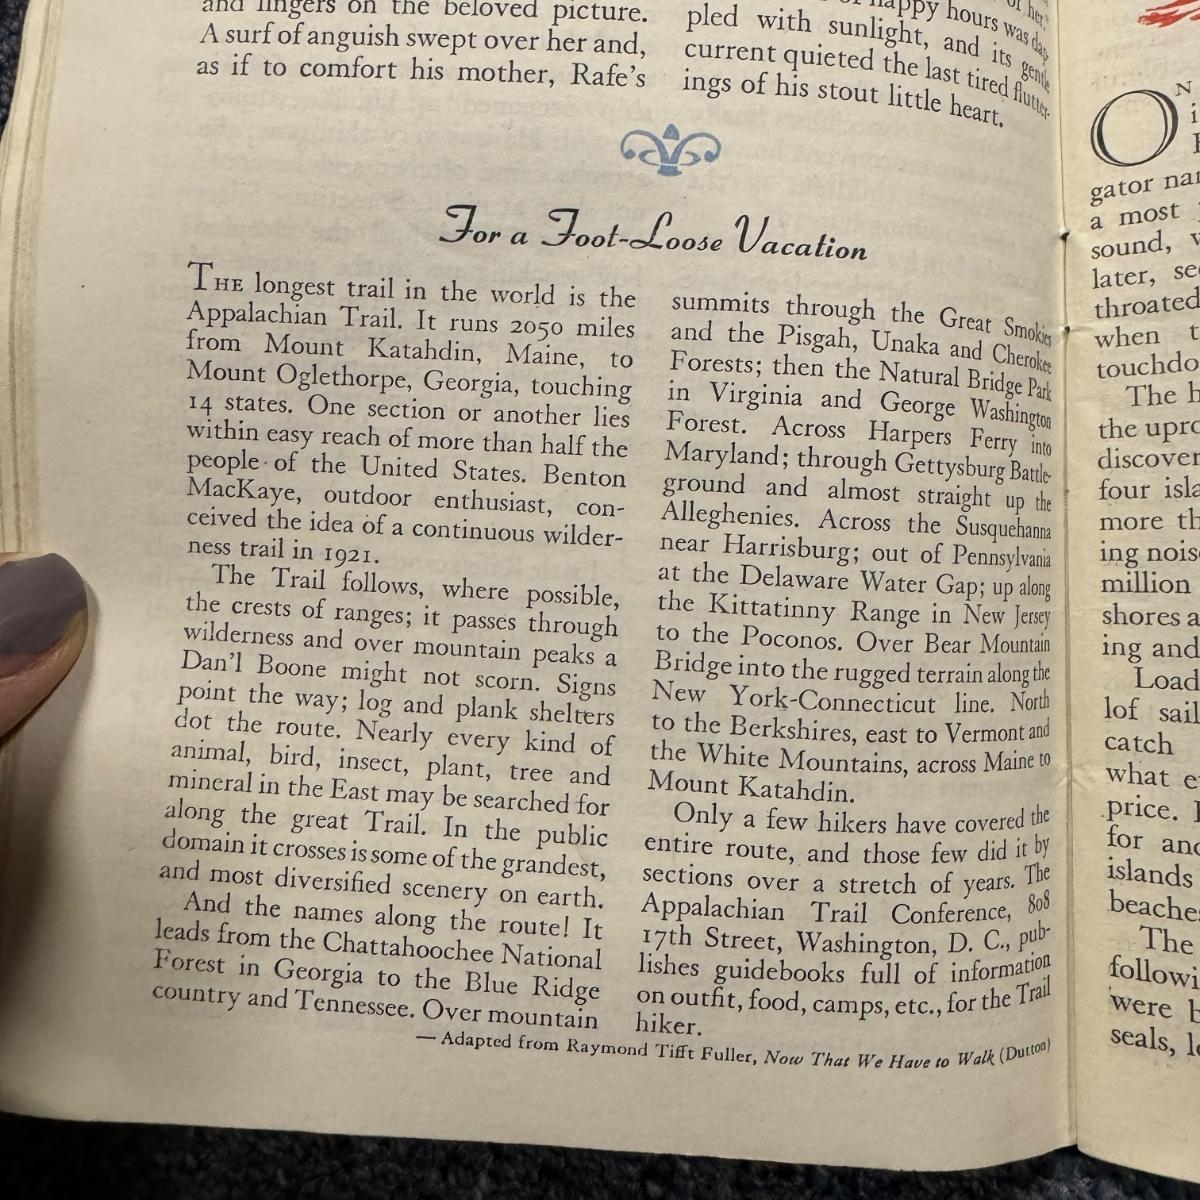 and lingers on the beloved picture.
A surf of anguish swept over her and,
as if to comfort his mother, Rafe's
of her
happy hours was dap-
pled with sunlight, and its gentle
current quieted the last tired flutter-
ings of his stout little heart.
For a Foot-Loose Vacation
THE longest trail in the world is the
Appalachian Trail. It runs 2050 miles
from Mount Katahdin, Maine, to
Mount Oglethorpe, Georgia, touching
14 states. One section or another lies
within easy reach of more than half the
people of the United States. Benton
MacKaye, outdoor enthusiast, con-
ceived the idea of a continuous wilder-
ness trail in 1921.
The Trail follows, where possible,
the crests of ranges; it passes through
wilderness and over mountain peaks a
Dan'l Boone might not scorn. Signs
point the way; log and plank shelters
dot the route. Nearly every kind of
animal, bird, insect, plant, tree and
mineral in the East may be searched for
along the great Trail. In the public
domain it crosses is some of the grandest,
and most diversified scenery on earth.
And the names along the route! It
leads from the Chattahoochee National
Forest in Georgia to the Blue Ridge
country and Tennessee. Over mountain
summits through the Great Smokies
and the Pisgah, Unaka and Cherokee
Forests; then the Natural Bridge Park
in Virginia and George Washington
Forest. Across Harpers Ferry into
Maryland; through Gettysburg Battle-
ground and almost straight up the
Alleghenies. Across the Susquehanna
near Harrisburg; out of Pennsylvania
at the Delaware Water Gap; up along
the Kittatinny Range in New Jersey
to the Poconos. Over Bear Mountain
Bridge into the rugged terrain along the
New York-Connecticut line. North
to the Berkshires, east to Vermont and
the White Mountains, across Maine to
Mount Katahdin.
Only a few hikers have covered the
entire route, and those few did it by
sections over a stretch of years. The
Appalachian Trail Conference, 808
17th Street, Washington, D. C., pub-
lishes guidebooks full of information
on outfit, food, camps, etc., for the Trail
hiker.
— Adapted from Raymond Tifft Fuller, Now That We Have to Walk (Dutton)
ON
gator nar
a most
sound,
later, se
throated
when t
touchdo
The h
the upro
discover
four isla
more th
ing nois
million
shores a
ing and
Load
lof sail
catch
what e
price.
for and
islands
beache
The
followi
were b
seals, l